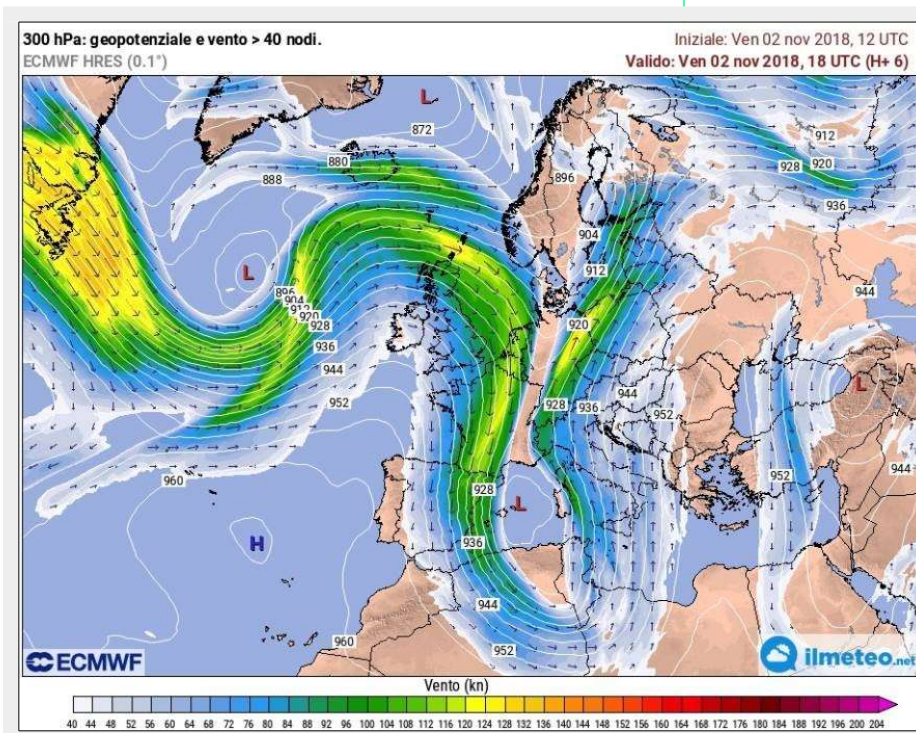 300 hPa: geopotenziale e vento > 40 nodi.
Iniziale: Ven 02 nov 2018, 12 UTC
ECMWF HRES (0.1°)
Valido: Ven 02 nov 2018, 18 UTC (H+ 6)
L
872
912
880
928
920
888
896
936
904
L
912
944
896
904
912
920
928
920
936
944
L
928
936
944
952
952
944
960
952
928
L
H
936
944
960
952
ECMWF
ilmeteo.net
Vento (kn)
40 44 48 52 56 60 64 68 72 76 80 84 88 92 96 100 104 108 112 116 120 124 128 132 136 140 144 148 152 156 160 164 168 172 176 180 184 188 192 196 200 204